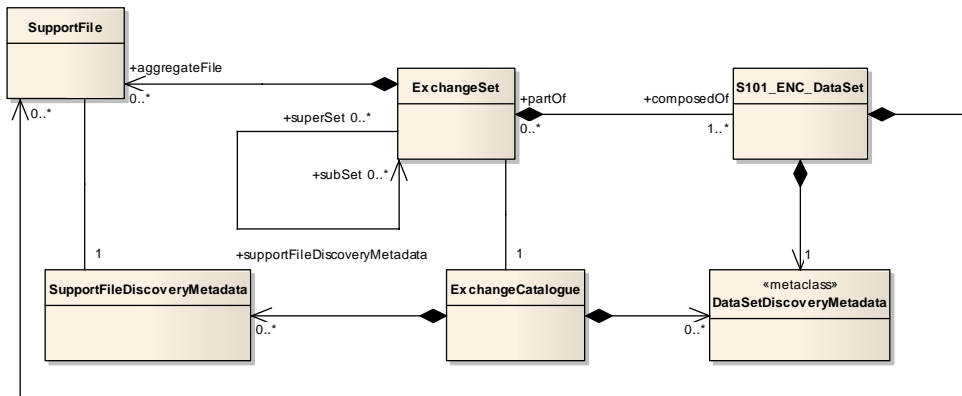 SupportFile
+aggregateFile
0..*
0..*
ExchangeSet
+superSet 0..*
+subSet 0..*
+partOf
0..*
+composedOf
1..*
S101_ENC_DataSet
1
+supportFileDiscoveryMetadata
1
1
SupportFileDiscoveryMetadata
0..*
ExchangeCatalogue
0..*
«metaclass»
DataSetDiscoveryMetadata